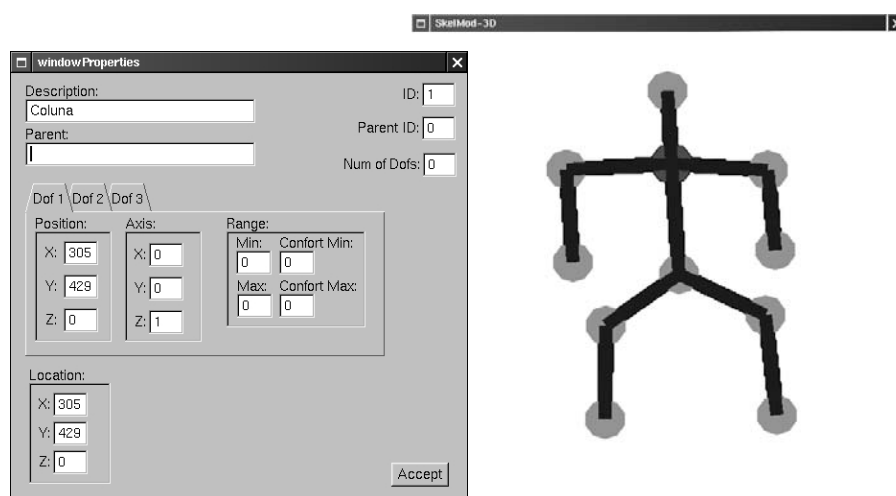 SkelMod-3D
windowProperties
Description:
Coluna
ID: 1
Parent:
Parent ID: 0
Num of Dofs: 0
Dof 1 Dof 2 Dof 3
Position: Axis: Range:
Min: Confort Min:
X: 305 X: 0 0 0
Y: 429 Y: 0 Max: Confort Max:
0 0
Z: 0 Z: 1
Location:
X: 305
Y: 429
Z: 0
Accept